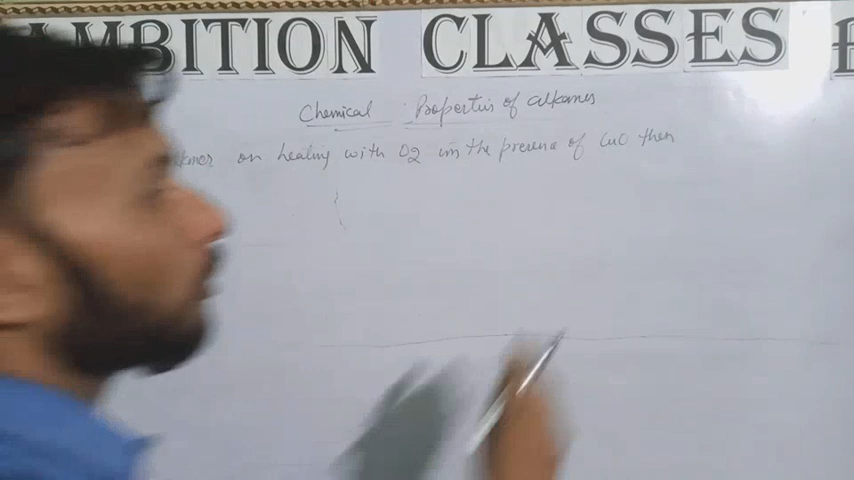 AMBITION CLASSES
Chemical Properties of alkanes
on heating with O2 in the presence of CuO then